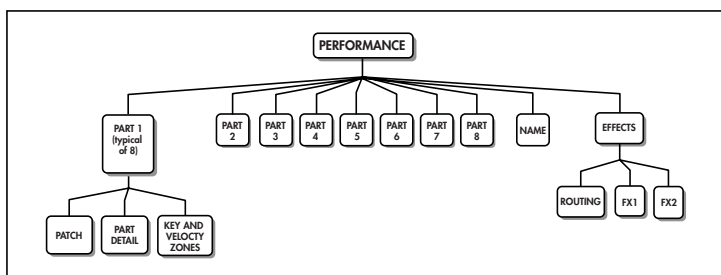 PERFORMANCE
PART 1
(typical
of 8)
PART
2
PART
3
PART
4
PART
5
PART
6
PART
7
PART
8
NAME
EFFECTS
PATCH
PART
DETAIL
KEY AND
VELOCTY
ZONES
ROUTING
FX1
FX2